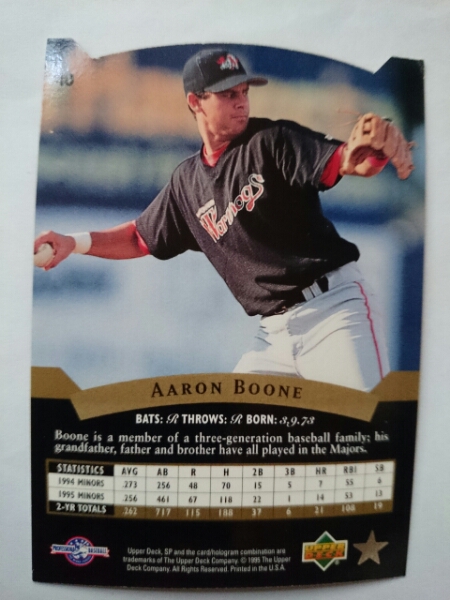 Warthogs
AARON BOONE
BATS: R THROWS: R BORN: 3.9.73
Boone is a member of a three-generation baseball family; his
grandfather, father and brother have all played in the Majors.
STATISTICS AVG AB R H 2B 3B HR RBI SB
1994 MINORS .273 256 48 70 15 5 7 55 6
1995 MINORS .256 461 67 118 22 1 14 53 13
2-YR TOTALS .262 717 115 188 37 6 21 108 19
Upper Deck, SP and the card/hologram combination are
trademarks of The Upper Deck Company. © 1995 The Upper
Deck Company. All Rights Reserved. Printed in the U.S.A.
PROFESSIONAL BASEBALL
UPPER DECK